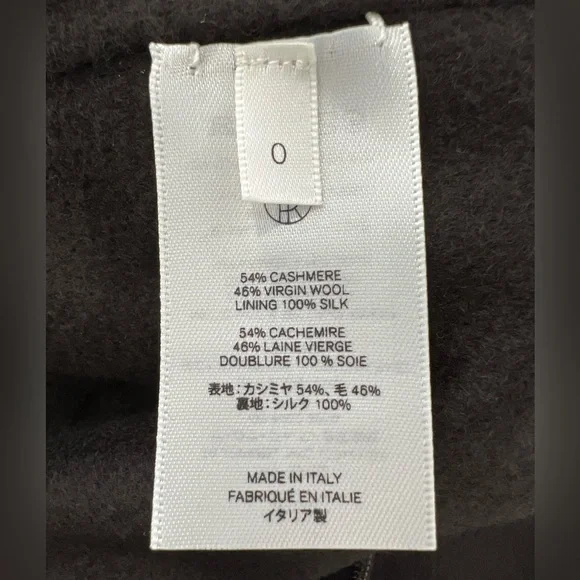 0
54% CASHMERE
46% VIRGIN WOOL
LINING 100% SILK
54% CACHEMIRE
46% LAINE VIERGE
DOUBLURE 100 % SOIE
表地:カシミヤ 54%、毛 46%
裏地:シルク 100%
MADE IN ITALY
FABRIQUÉ EN ITALIE
イタリア製